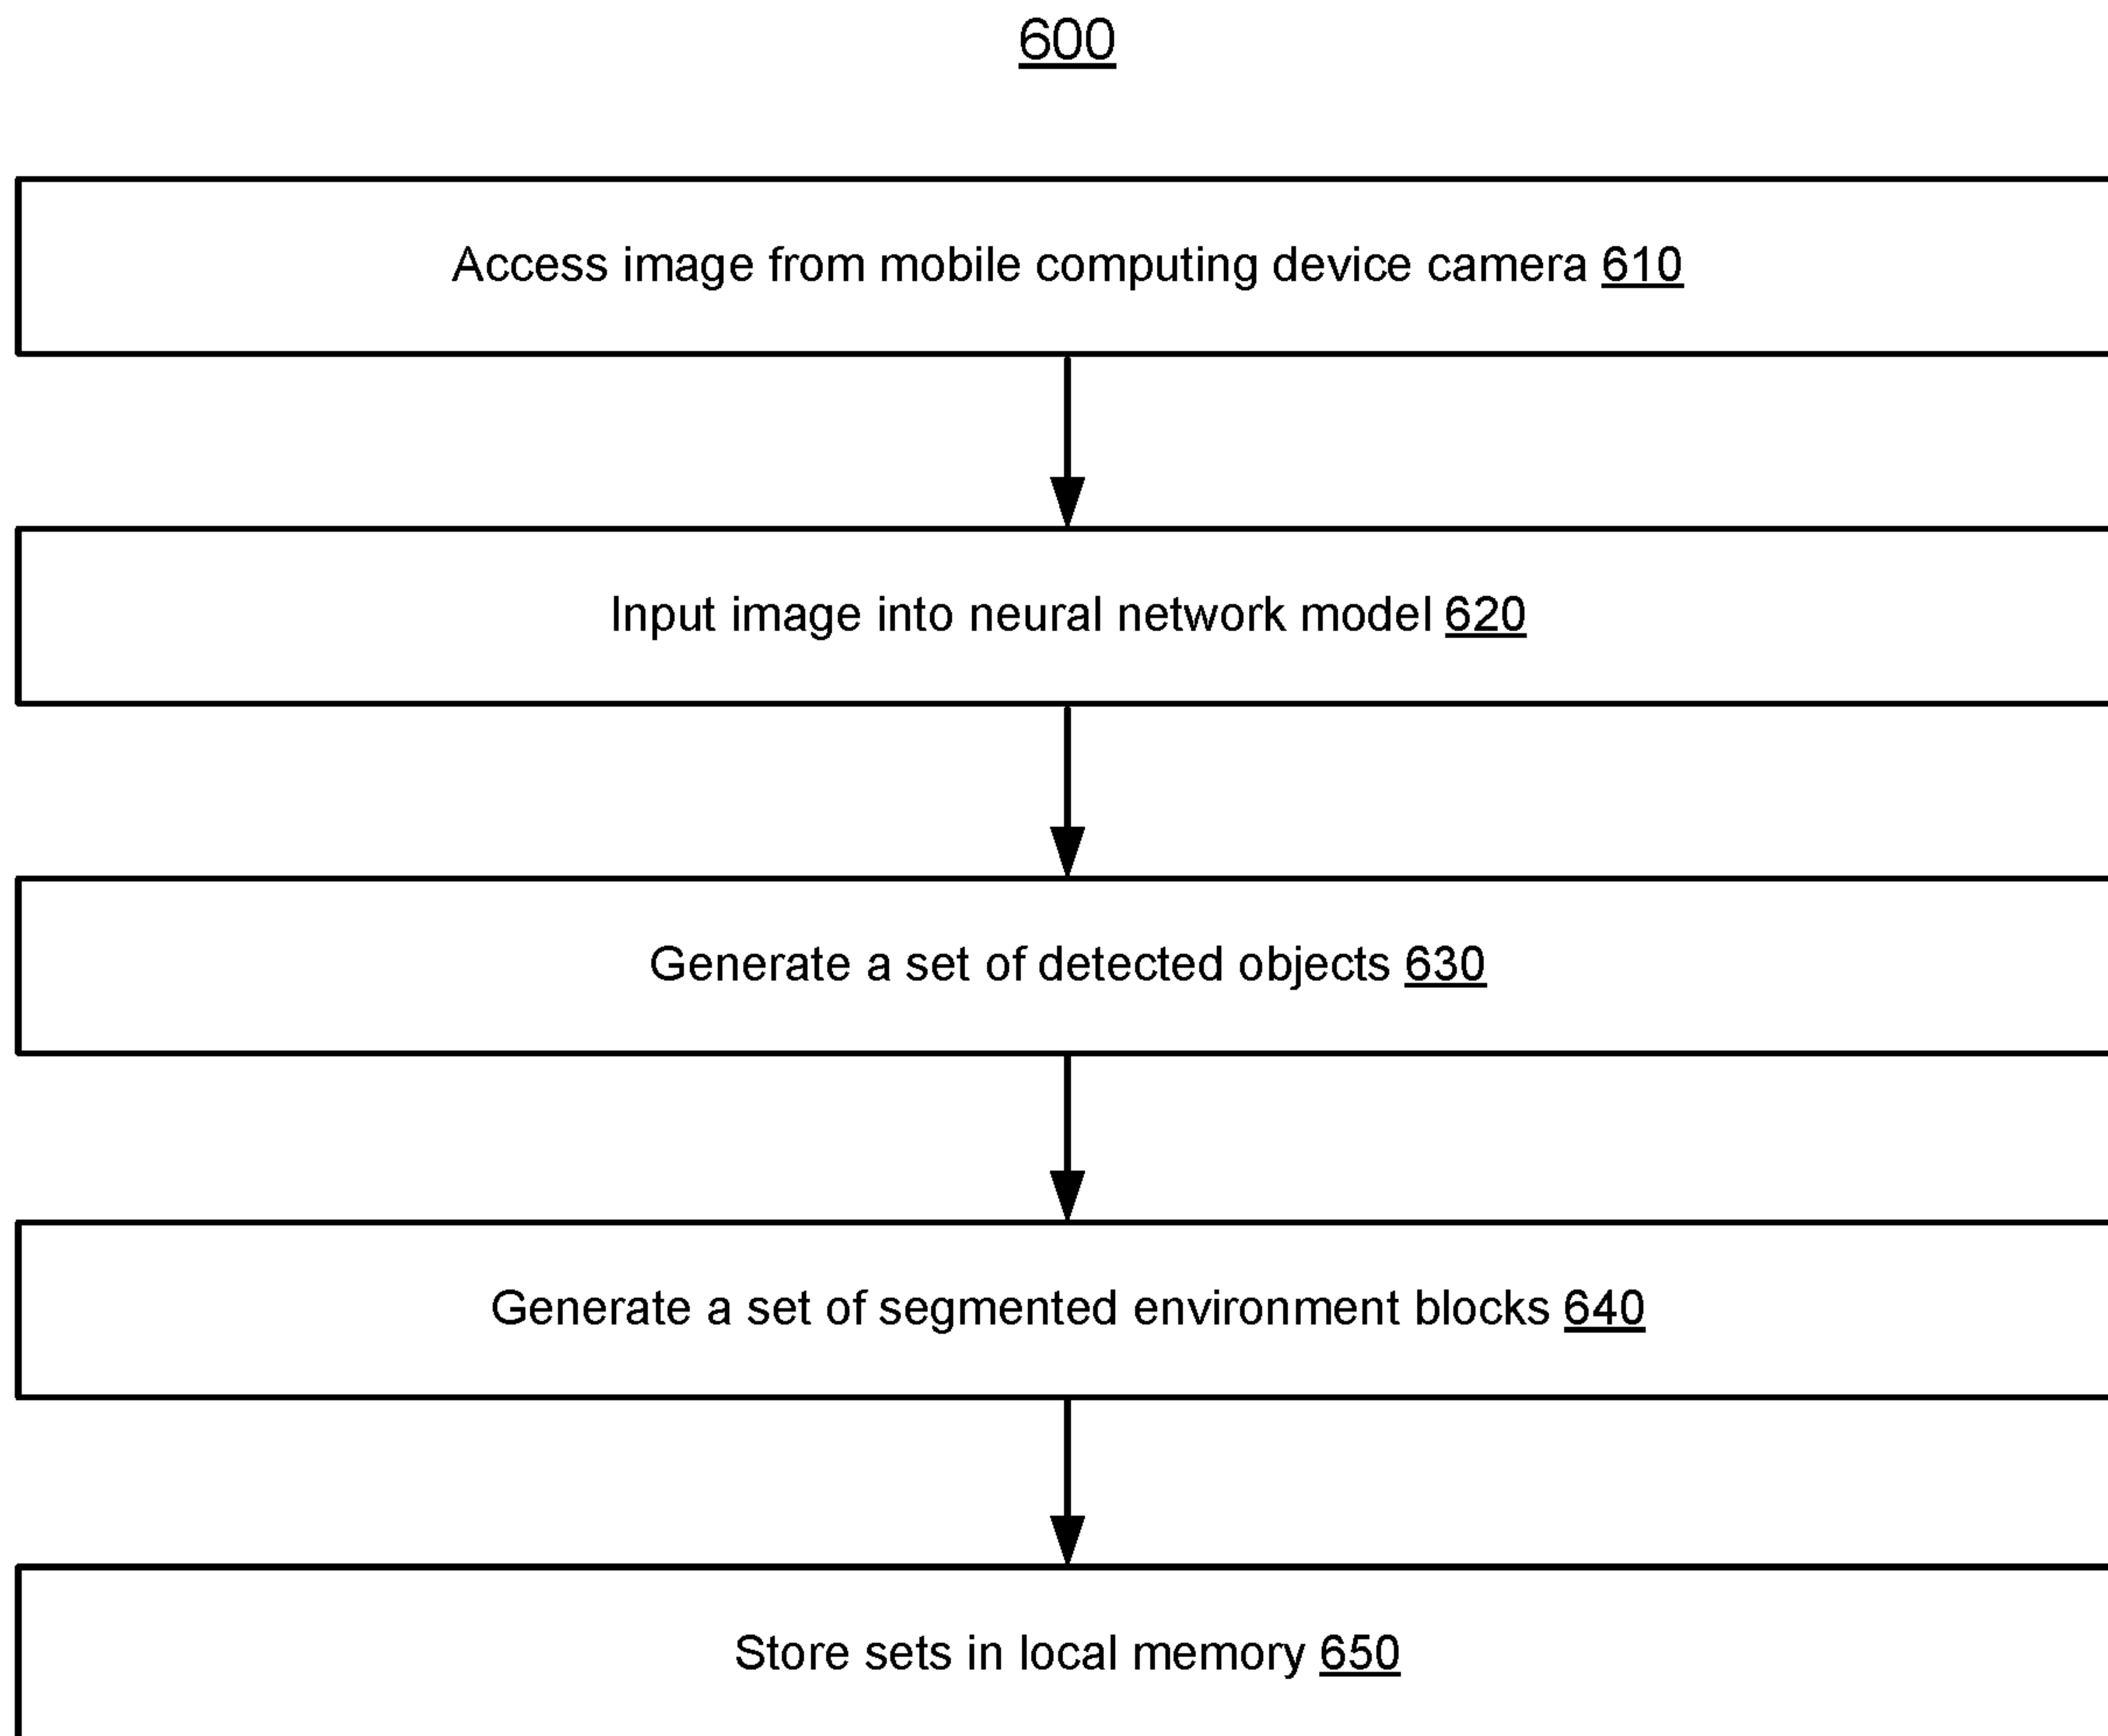 600
Access image from mobile computing device camera 610
Input image into neural network model 620
Generate a set of detected objects 630
Generate a set of segmented environment blocks 640
Store sets in local memory 650